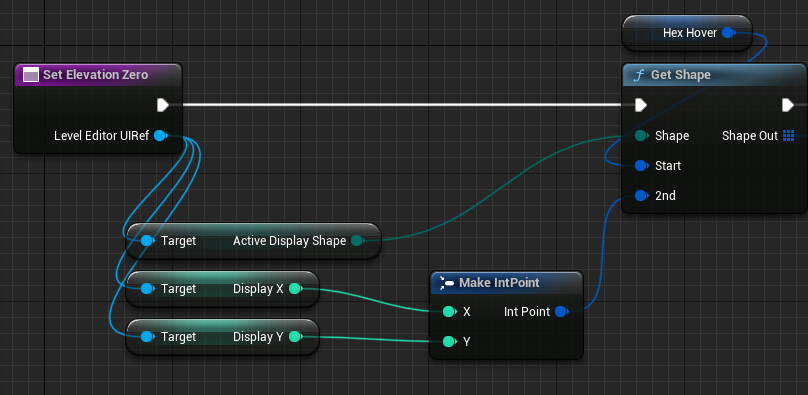 Hex Hover
Set Elevation Zero
Get Shape
Level Editor UIRef
Shape Shape Out
Start
2nd
Target Active Display Shape
Target Display X
Make IntPoint
X Int Point
Target Display Y
Y